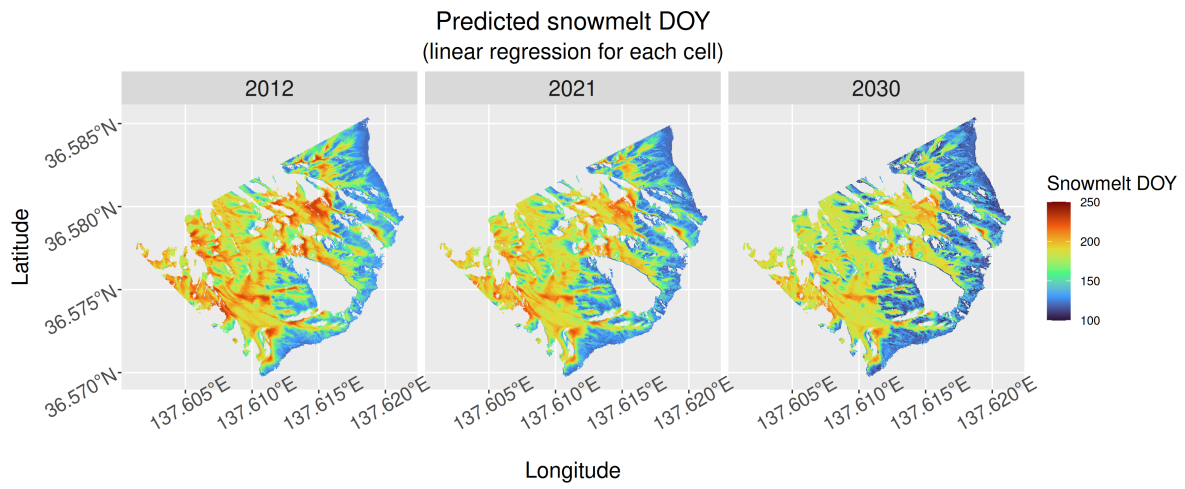 Predicted snowmelt DOY
(linear regression for each cell)
2012 2021 2030
36.585°N
36.580°N
36.575°N
36.570°N
Latitude
137.605°E 137.610°E 137.615°E 137.620°E 137.605°E 137.610°E 137.615°E 137.620°E 137.605°E 137.610°E 137.615°E 137.620°E
Longitude
Snowmelt DOY
250
200
150
100